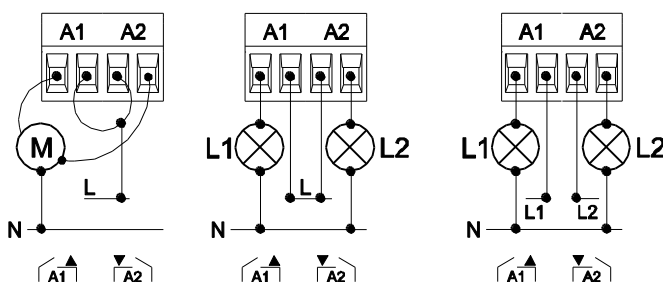 A1 A2 A1 A2 A1 A2
M L1 L2 L1 L2
L L L1 L2
N N N
A1 A2 A1 A2 A1 A2